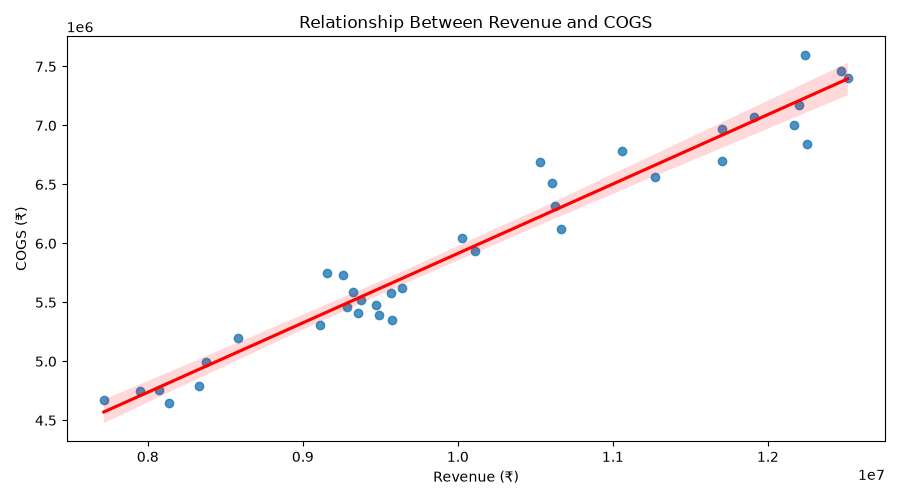 Relationship Between Revenue and COGS
1e6
7.5
7.0
6.5
6.0
5.5
5.0
4.5
COGS (₹)
0.8 0.9 1.0 1.1 1.2
1e7
Revenue (₹)